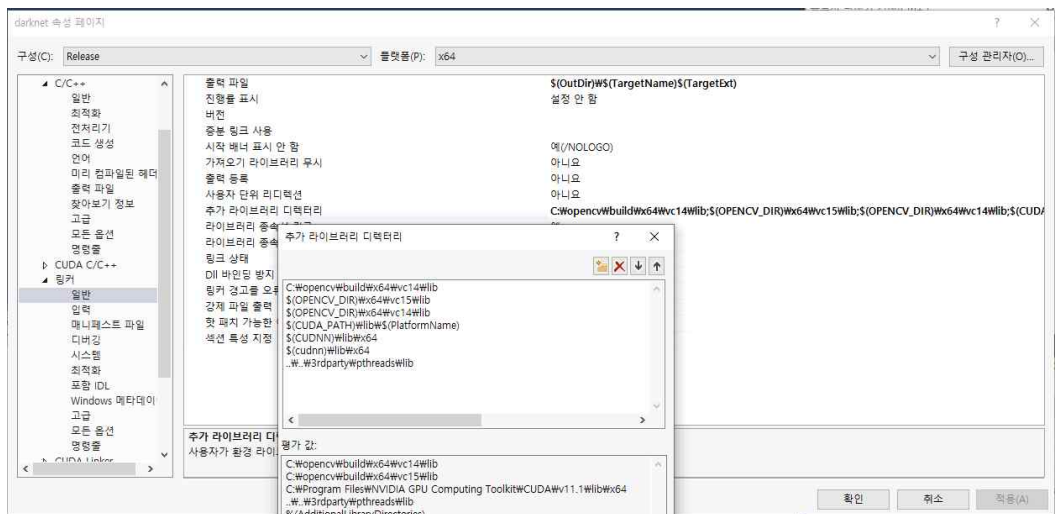 darknet 속성 페이지
구성(C): Release 플랫폼(P): x64 구성 관리자(O)...
C/C++
일반
최적화
전처리기
코드 생성
언어
미리 컴파일된 헤더
출력 파일
찾아보기 정보
고급
모든 옵션
명령줄
CUDA C/C++
링커
일반
입력
매니페스트 파일
디버깅
시스템
최적화
포함 IDL
Windows 메타데이
고급
모든 옵션
명령줄
CUDA Linker
출력 파일 $(OutDir)₩$(TargetName)$(TargetExt)
진행률 표시 설정 안 함
버전
증분 링크 사용
시작 배너 표시 안 함 예(/NOLOGO)
가져오기 라이브러리 무시 아니요
출력 등록 아니요
사용자 단위 리디렉션 아니요
추가 라이브러리 디렉터리 C:₩opencv₩build₩x64₩vc14₩lib;$(OPENCV_DIR)₩x64₩vc15₩lib;$(OPENCV_DIR)₩x64₩vc14₩lib;$(CUDA
라이브러리 종속성 링크
라이브러리 종속
링크 상태
Dll 바인딩 방지
링커 경고를 오류
강제 파일 출력
핫 패치 가능한
섹션 특성 지정
추가 라이브러리 디
사용자가 환경 라이
추가 라이브러리 디렉터리
C:₩opencv₩build₩x64₩vc14₩lib
$(OPENCV_DIR)₩x64₩vc15₩lib
$(OPENCV_DIR)₩x64₩vc14₩lib
$(CUDA_PATH)₩lib₩$(PlatformName)
$(CUDNN)₩lib₩x64
$(cudnn)₩lib₩x64
..₩..₩3rdparty₩pthreads₩lib
평가 값:
C:₩opencv₩build₩x64₩vc14₩lib
C:₩opencv₩build₩x64₩vc15₩lib
C:₩Program Files₩NVIDIA GPU Computing Toolkit₩CUDA₩v11.1₩lib₩x64
..₩..₩3rdparty₩pthreads₩lib
%(AdditionalLibraryDirectories)
확인 취소 적용(A)